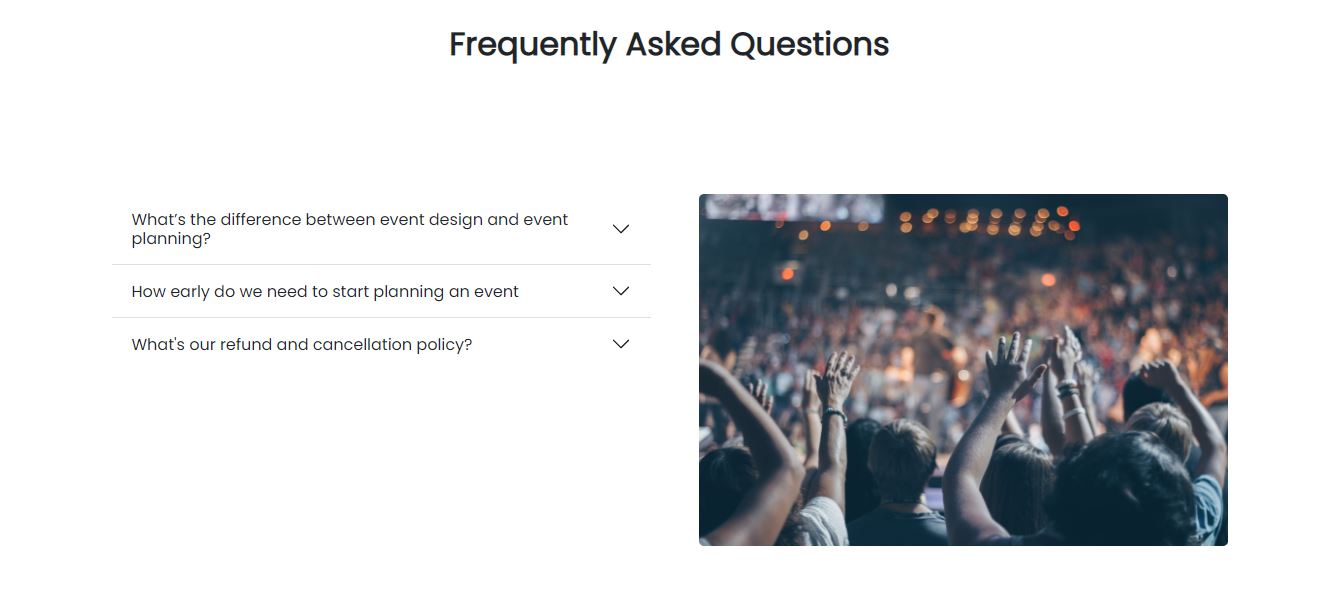 Frequently Asked Questions
What’s the difference between event design and event
planning?
How early do we need to start planning an event
What's our refund and cancellation policy?